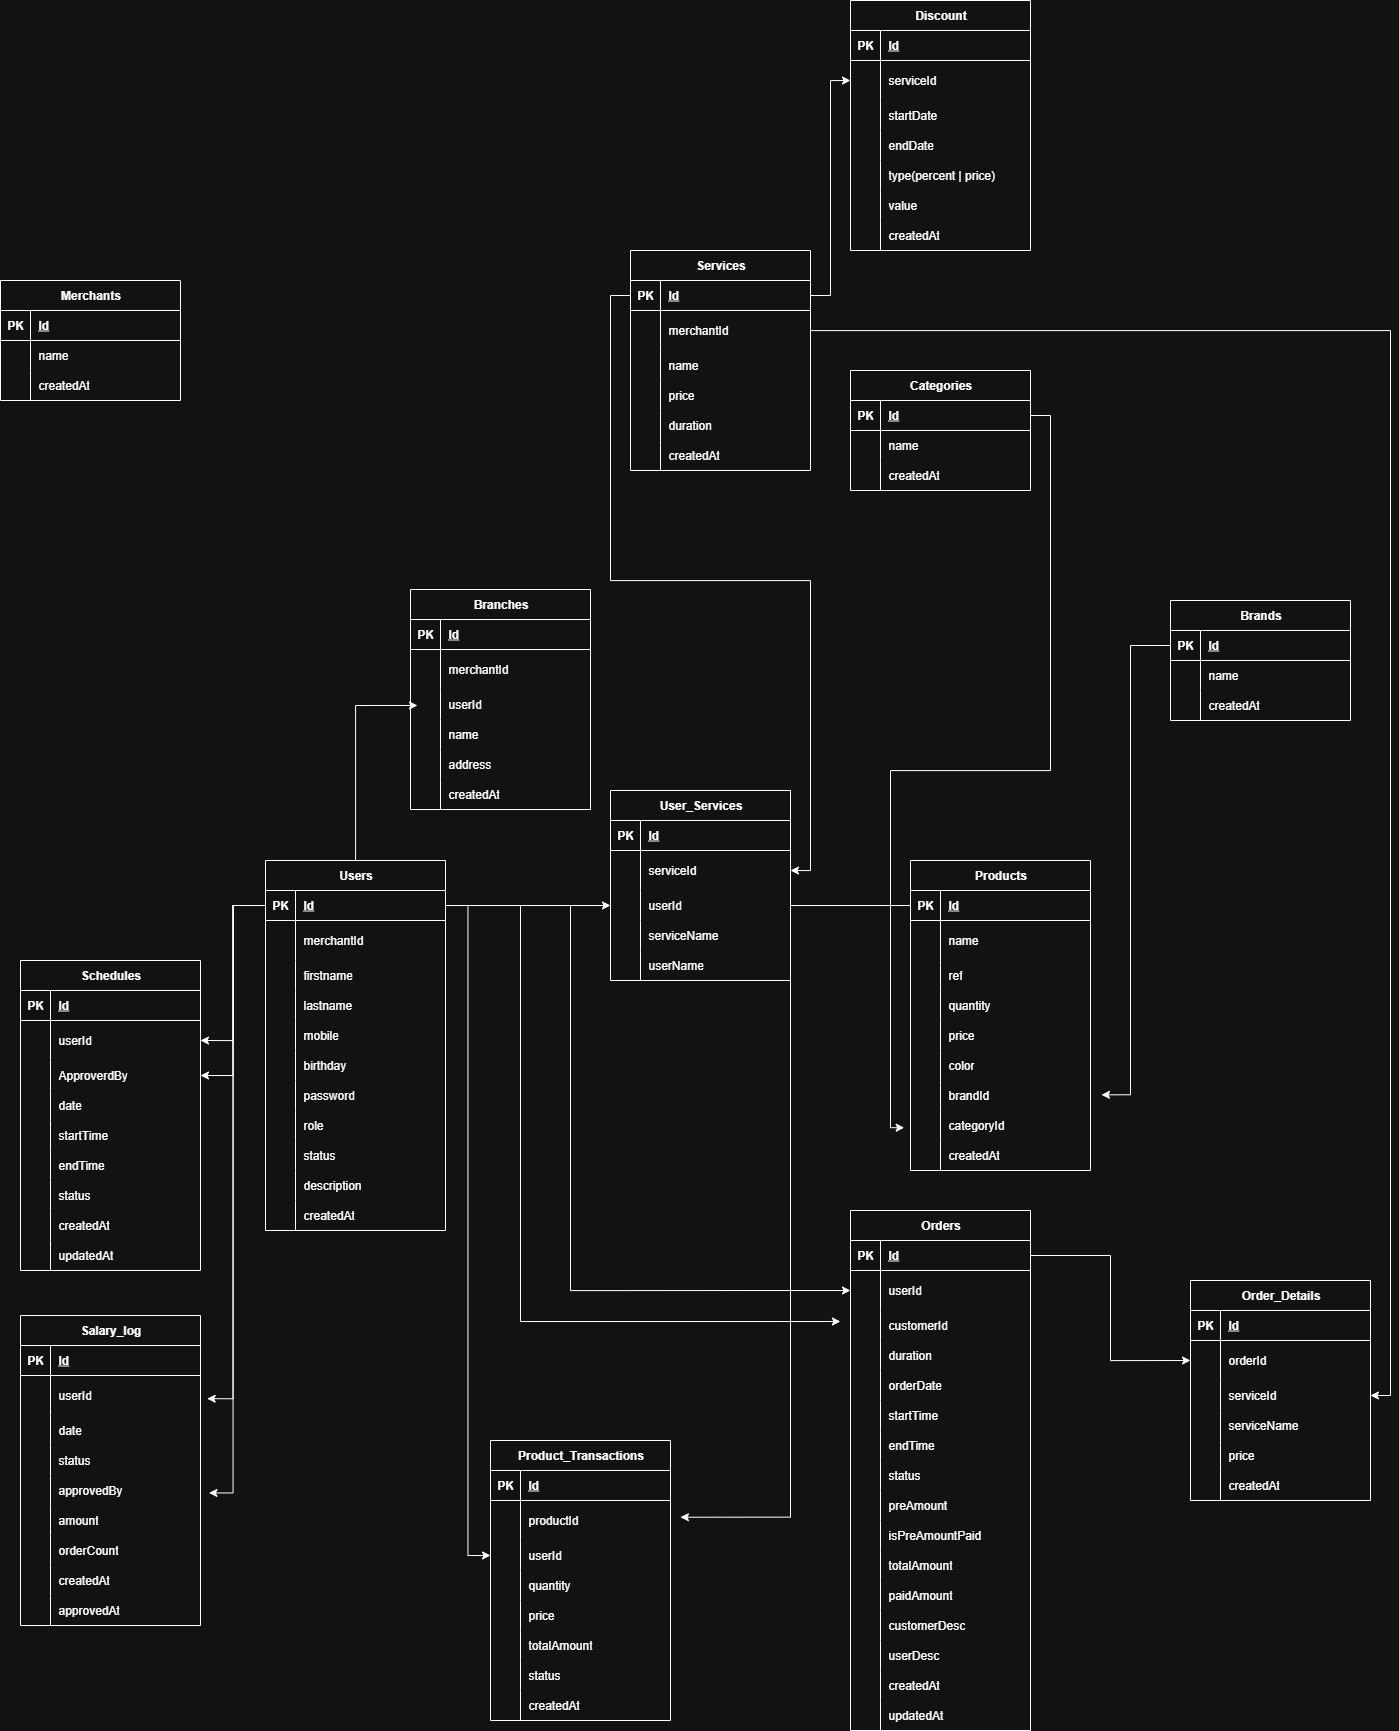 Discount
PK Id
serviceId
startDate
endDate
type(percent | price)
value
createdAt
Services
PK Id
merchantId
name
price
duration
createdAt
Merchants
PK Id
name
createdAt
Categories
PK Id
name
createdAt
Branches
PK Id
merchantId
userId
name
address
createdAt
Brands
PK Id
name
createdAt
User_Services
PK Id
serviceId
userId
serviceName
userName
Users
PK Id
merchantId
firstname
lastname
mobile
birthday
password
role
status
description
createdAt
Products
PK Id
name
ref
quantity
price
color
brandId
categoryId
createdAt
Schedules
PK Id
userId
ApproverdBy
date
startTime
endTime
status
createdAt
updatedAt
Orders
PK Id
userId
customerId
duration
orderDate
startTime
endTime
status
preAmount
isPreAmountPaid
totalAmount
paidAmount
customerDesc
userDesc
createdAt
updatedAt
Order_Details
PK Id
orderId
serviceId
serviceName
price
createdAt
Salary_log
PK Id
userId
date
status
approvedBy
amount
orderCount
createdAt
approvedAt
Product_Transactions
PK Id
productId
userId
quantity
price
totalAmount
status
createdAt